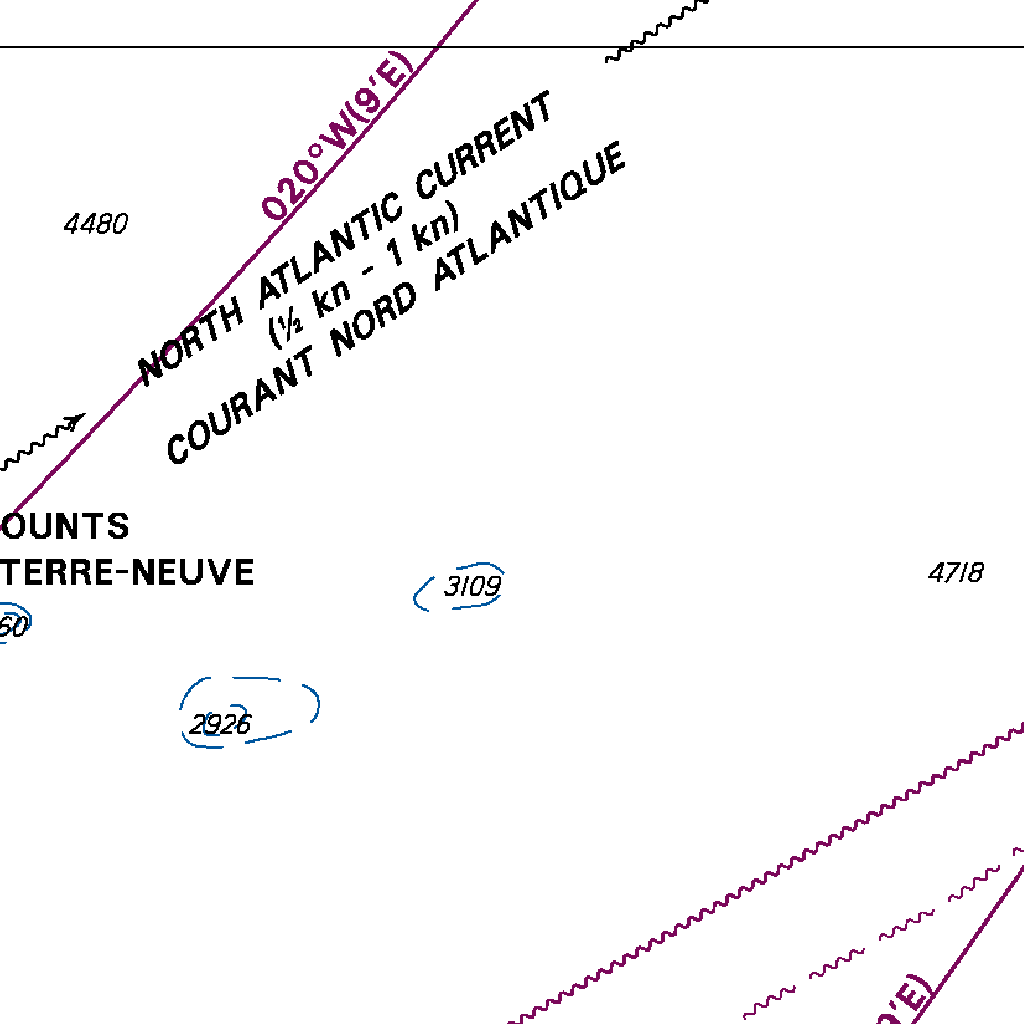 020°W(9'E)
4480
NORTH ATLANTIC CURRENT
(½ kn - 1 kn)
COURANT NORD ATLANTIQUE
OUNTS
TERRE-NEUVE
3109
4718
60
2926
'E)